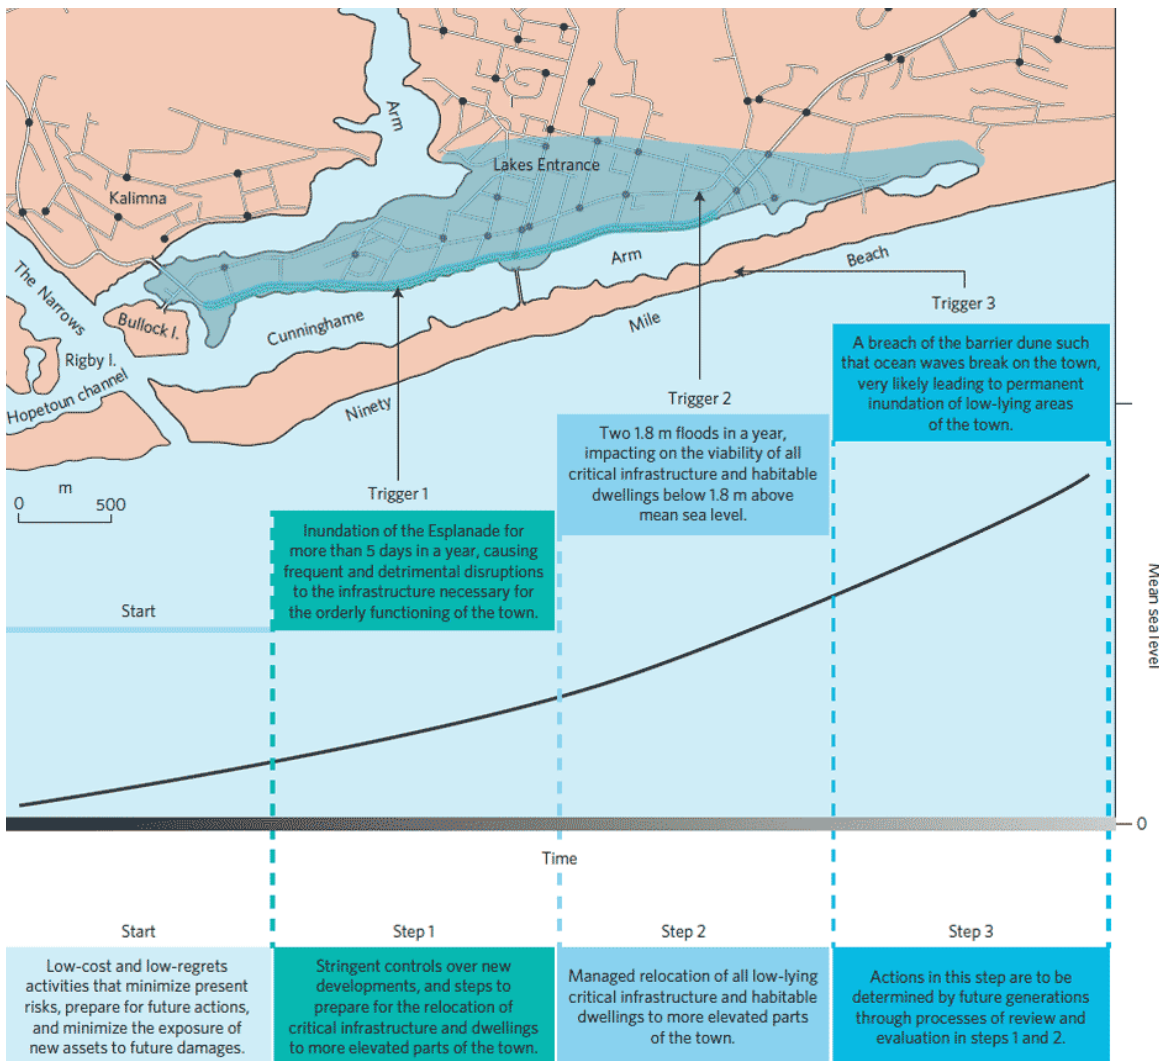 Arm
Lakes Entrance
Kalimna
The Narrows
Bullock I.
Rigby I.
Hopetoun channel
Cunninghame
Arm
Ninety
Mile
Beach
m
0 500
Trigger 3
A breach of the barrier dune such
that ocean waves break on the town,
very likely leading to permanent
inundation of low-lying areas
of the town.
Trigger 2
Two 1.8 m floods in a year,
impacting on the viability of all
critical infrastructure and habitable
dwellings below 1.8 m above
mean sea level.
Trigger 1
Inundation of the Esplanade for
more than 5 days in a year, causing
frequent and detrimental disruptions
to the infrastructure necessary for
the orderly functioning of the town.
Start
Mean sea level
0
Time
Start
Low-cost and low-regrets
activities that minimize present
risks, prepare for future actions,
and minimize the exposure of
new assets to future damages.
Step 1
Stringent controls over new
developments, and steps to
prepare for the relocation of
critical infrastructure and dwellings
to more elevated parts of the town.
Step 2
Managed relocation of all low-lying
critical infrastructure and habitable
dwellings to more elevated parts
of the town.
Step 3
Actions in this step are to be
determined by future generations
through processes of review and
evaluation in steps 1 and 2.